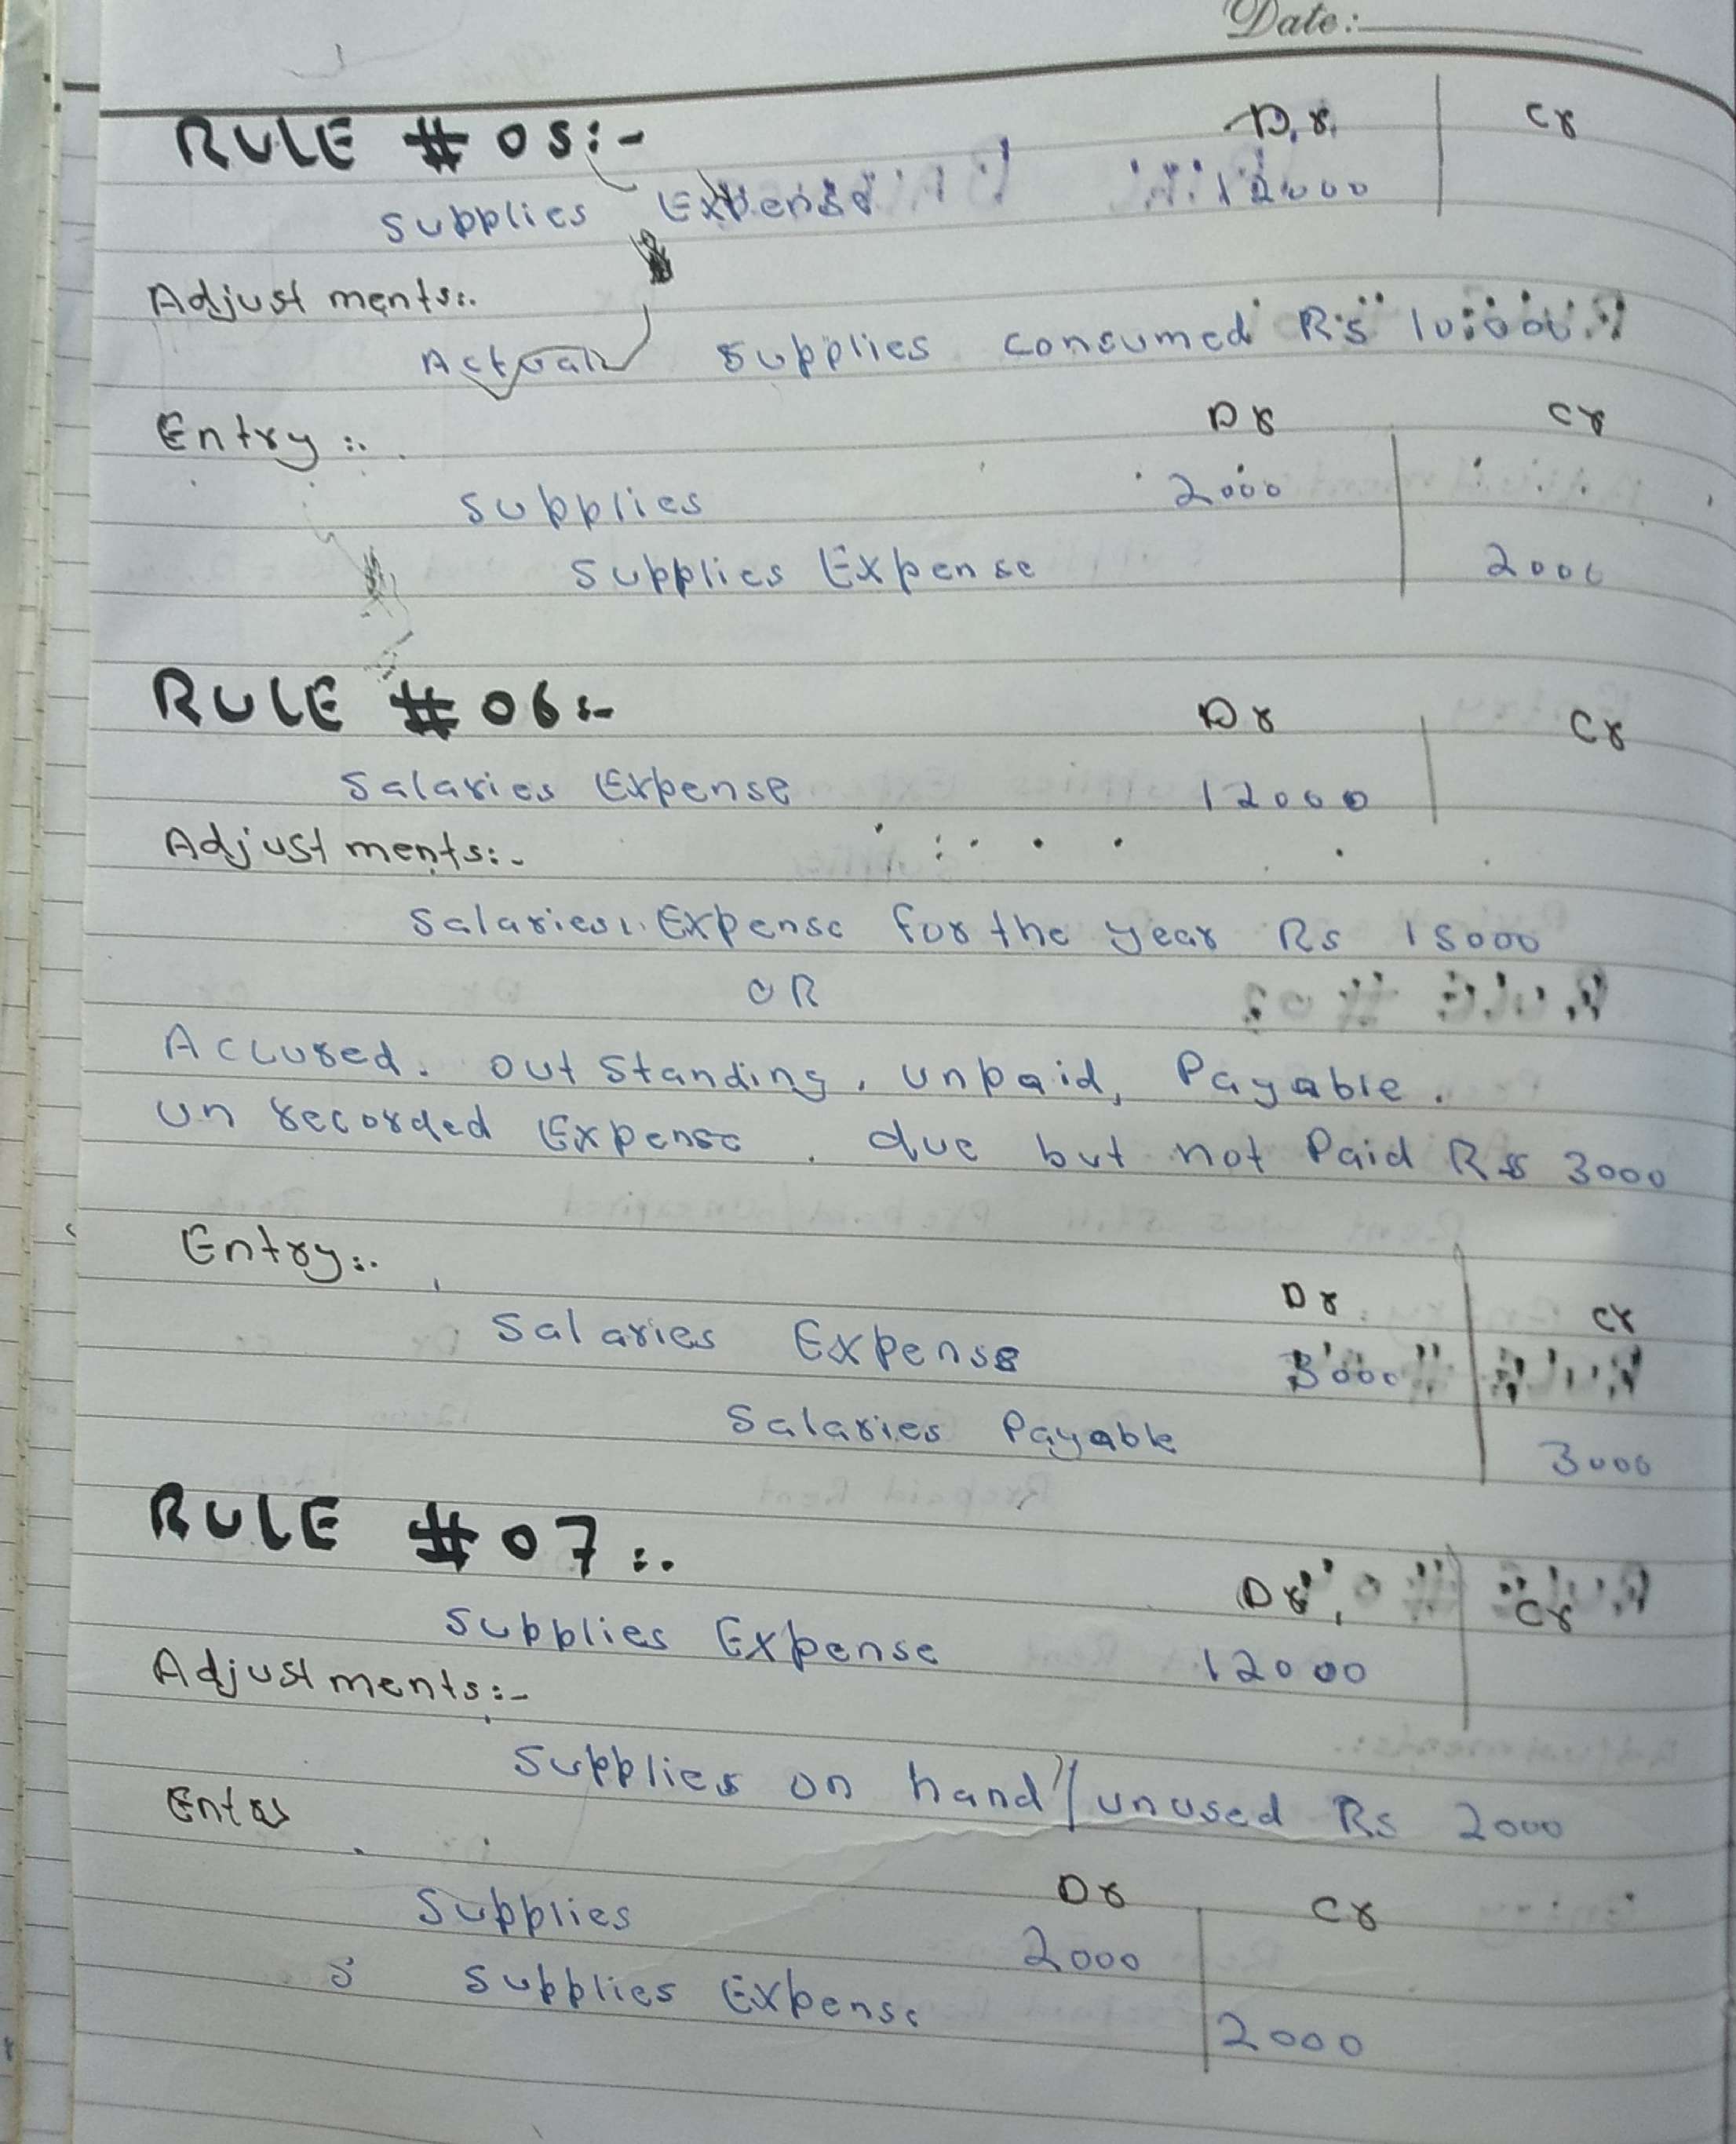 Date:
RULE # 05:-
Dr. Cr
Supplies Expense 12000
Adjustments:.
Actual Supplies consumed Rs 10000
Entry:. Dr Cr
Supplies 2000
Supplies Expense 2000
RULE # 06:- Dr Cr
Salaries Expense 12000
Adjustments:-
Salaries Expense for the year Rs 15000
OR
Accured. out standing, unpaid, Payable.
un recorded Expense. due but not Paid Rs 3000
Entry:. Dr Cr
Salaries Expense 3000
Salaries Payable 3000
RULE # 07:.
Dr Cr
Supplies Expense 12000
Adjustments:-
Supplies on hand/unused Rs 2000
Entry
Dr Cr
Supplies 2000
S Supplies Expense 2000